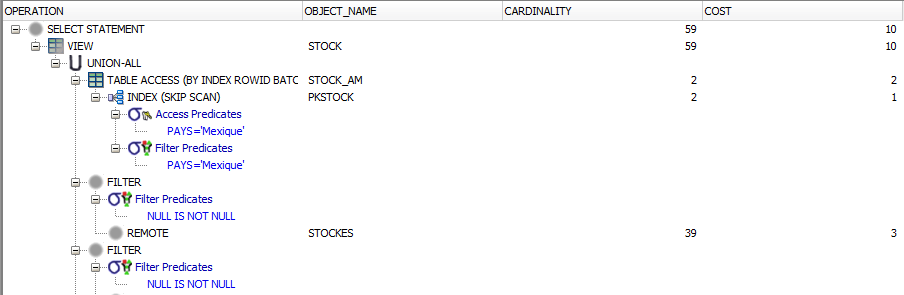 OPERATION OBJECT_NAME CARDINALITY COST
SELECT STATEMENT 59 10
VIEW STOCK 59 10
UNION-ALL
TABLE ACCESS (BY INDEX ROWID BATC STOCK_AM 2 2
INDEX (SKIP SCAN) PKSTOCK 2 1
Access Predicates
PAYS='Mexique'
Filter Predicates
PAYS='Mexique'
FILTER
Filter Predicates
NULL IS NOT NULL
REMOTE STOCKES 39 3
FILTER
Filter Predicates
NULL IS NOT NULL